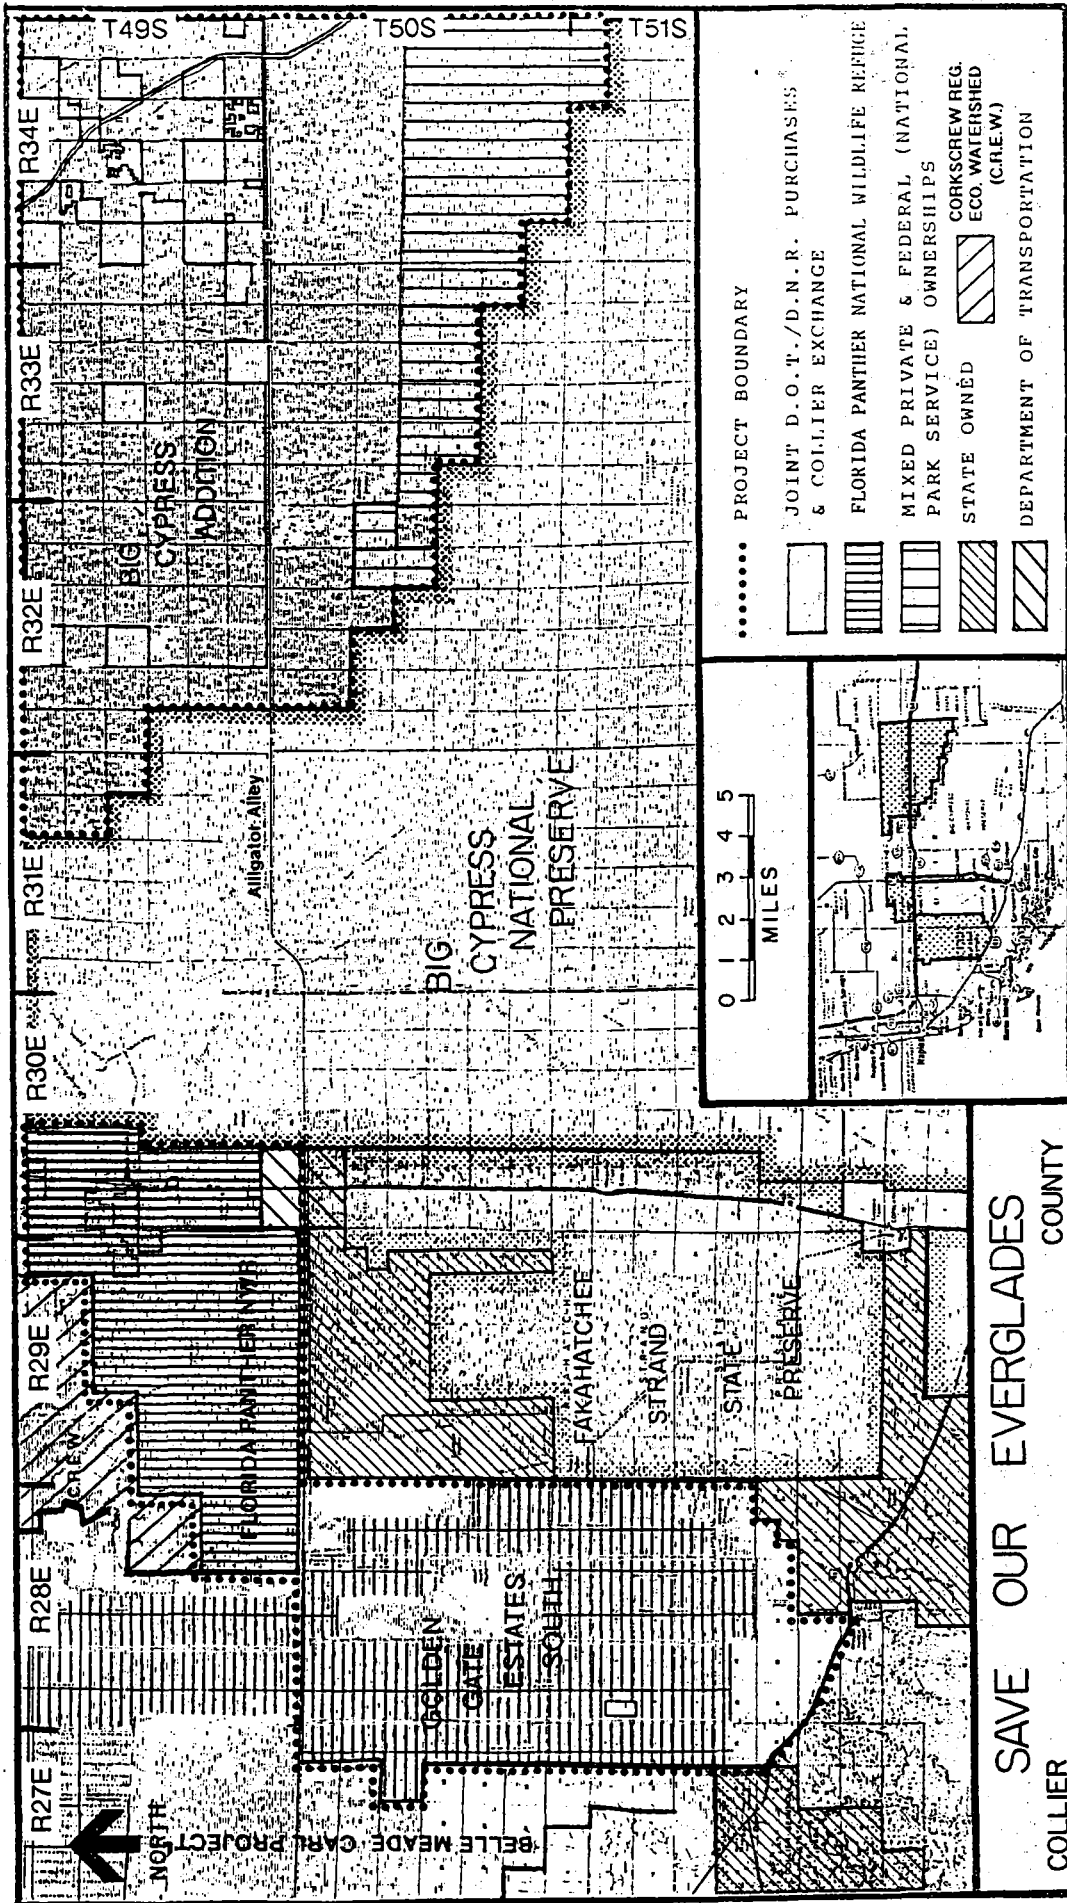 R27E
R28E
R29E
R30E
R31E
R32E
R33E
R34E
T49S
T50S
T51S
NORTH
BELLE MEADE CARL PROJECT
CREW
FLORIDA PANTHER NWR
GOLDEN
GATE
ESTATES
SOUTH
FAKAHATCHEE
STRAND
STATE
PRESERVE
Alligator Alley
BIG
CYPRESS
NATIONAL
PRESERVE
BIG
CYPRESS
ADDITION
0 1 2 3 4 5
MILES
PROJECT BOUNDARY
JOINT D.O.T./D.N.R. PURCHASES
& COLLIER EXCHANGE
FLORIDA PANTHER NATIONAL WILDLIFE REFUGE
MIXED PRIVATE & FEDERAL (NATIONAL
PARK SERVICE) OWNERSHIPS
STATE OWNED
CORKSCREW REG.
ECO. WATERSHED
(C.R.E.W.)
DEPARTMENT OF TRANSPORTATION
SAVE OUR EVERGLADES
COLLIER COUNTY